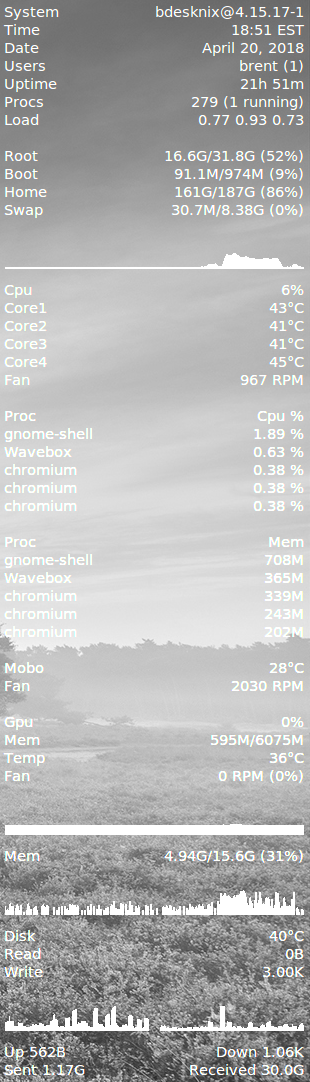 System bdesknix@4.15.17-1
Time 18:51 EST
Date April 20, 2018
Users brent (1)
Uptime 21h 51m
Procs 279 (1 running)
Load 0.77 0.93 0.73
Root 16.6G/31.8G (52%)
Boot 91.1M/974M (9%)
Home 161G/187G (86%)
Swap 30.7M/8.38G (0%)
Cpu 6%
Core1 43°C
Core2 41°C
Core3 41°C
Core4 45°C
Fan 967 RPM
Proc Cpu %
gnome-shell 1.89 %
Wavebox 0.63 %
chromium 0.38 %
chromium 0.38 %
chromium 0.38 %
Proc Mem
gnome-shell 708M
Wavebox 365M
chromium 339M
chromium 243M
chromium 202M
Mobo 28°C
Fan 2030 RPM
Gpu 0%
Mem 595M/6075M
Temp 36°C
Fan 0 RPM (0%)
Mem 4.94G/15.6G (31%)
Disk 40°C
Read 0B
Write 3.00K
Up 562B Down 1.06K
Sent 1.17G Received 30.0G